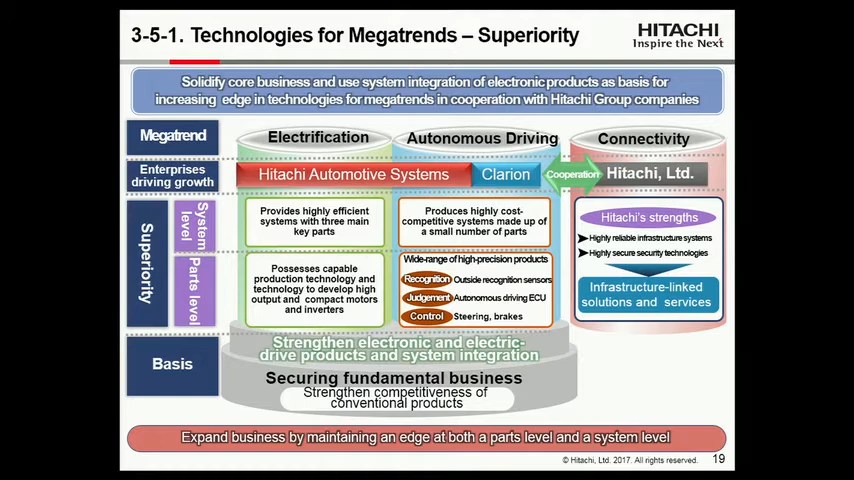 3-5-1. Technologies for Megatrends – Superiority
HITACHI
Inspire the Next
Solidify core business and use system integration of electronic products as basis for
increasing edge in technologies for megatrends in cooperation with Hitachi Group companies
Megatrend
Electrification
Autonomous Driving
Connectivity
Enterprises
driving growth
Hitachi Automotive Systems
Clarion
Cooperation
Hitachi, Ltd.
Superiority
System
level
Provides highly efficient
systems with three main
key parts
Produces highly cost-
competitive systems made up of
a small number of parts
Hitachi's strengths
Highly reliable infrastructure systems
Highly secure security technologies
Infrastructure-linked
solutions and services
Parts level
Possesses capable
production technology and
technology to develop high
output and compact motors
and inverters
Wide-range of high-precision products
Recognition Outside recognition sensors
Judgement Autonomous driving ECU
Control Steering, brakes
Basis
Strengthen electronic and electric-
drive products and system integration
Securing fundamental business
Strengthen competitiveness of
conventional products
Expand business by maintaining an edge at both a parts level and a system level
© Hitachi, Ltd. 2017. All rights reserved.
19